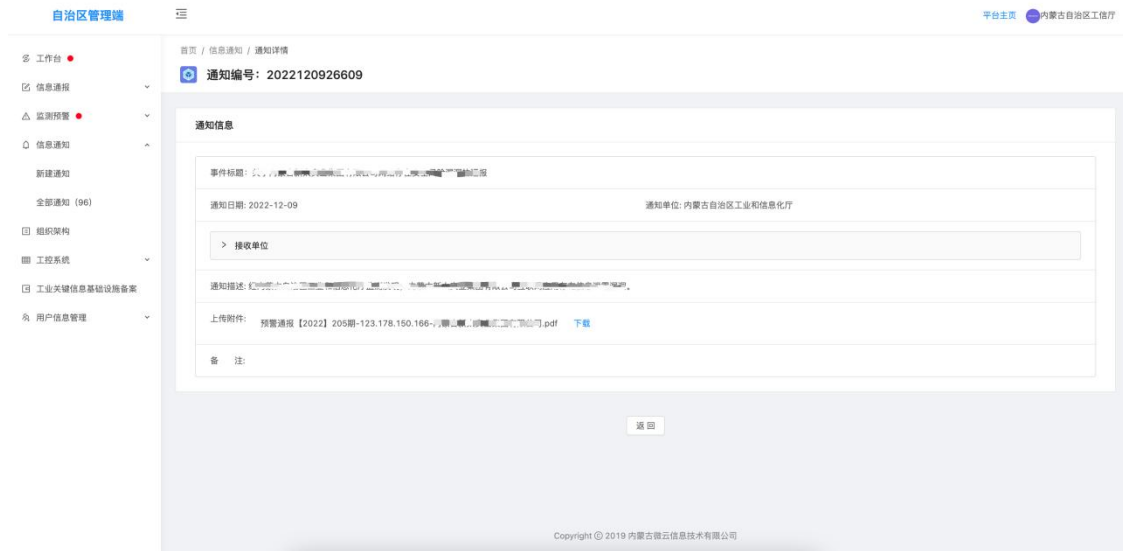 自治区管理端
平台主页 内蒙古自治区工信厅
首页 / 信息通知 / 通知详情
通知编号: 2022120926609
工作台
信息通报
监测预警
信息通知
新建通知
全部通知 (96)
组织架构
工控系统
工业关键信息基础设施备案
用户信息管理
通知信息
事件标题:
通知日期: 2022-12-09 通知单位: 内蒙古自治区工业和信息化厅
> 接收单位
通知描述:
上传附件: 预警通报【2022】205期-123.178.150.166- .pdf 下载
备 注:
返 回
Copyright © 2019 内蒙古微云信息技术有限公司